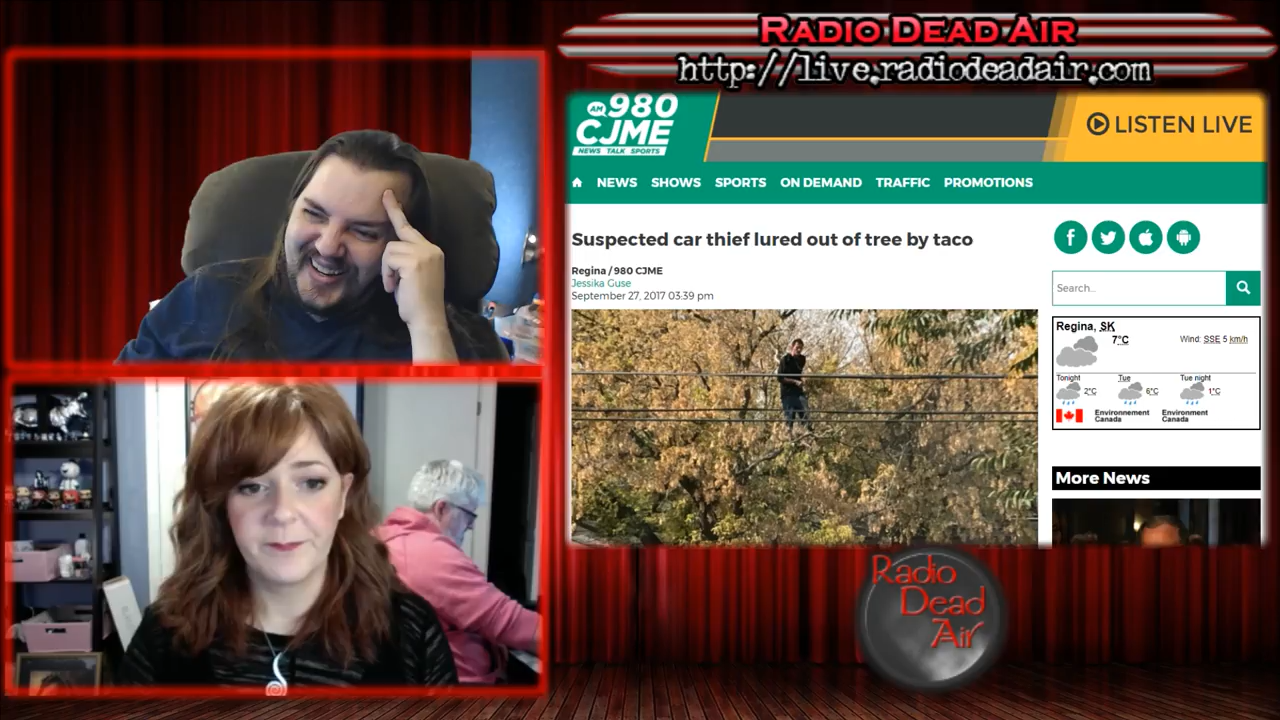 Radio Dead Air
http://live.radiodeadair.com
AM 980
CJME
NEWS TALK SPORTS
LISTEN LIVE
NEWS SHOWS SPORTS ON DEMAND TRAFFIC PROMOTIONS
Suspected car thief lured out of tree by taco
Regina / 980 CJME
Jessika Guse
September 27, 2017 03:39 pm
Search...
Regina, SK
7°C
Wind: SSE 5 km/h
Tonight Tue Tue night
2°C 6°C 1°C
Environnement Canada
Environment Canada
More News
Radio
Dead
Air